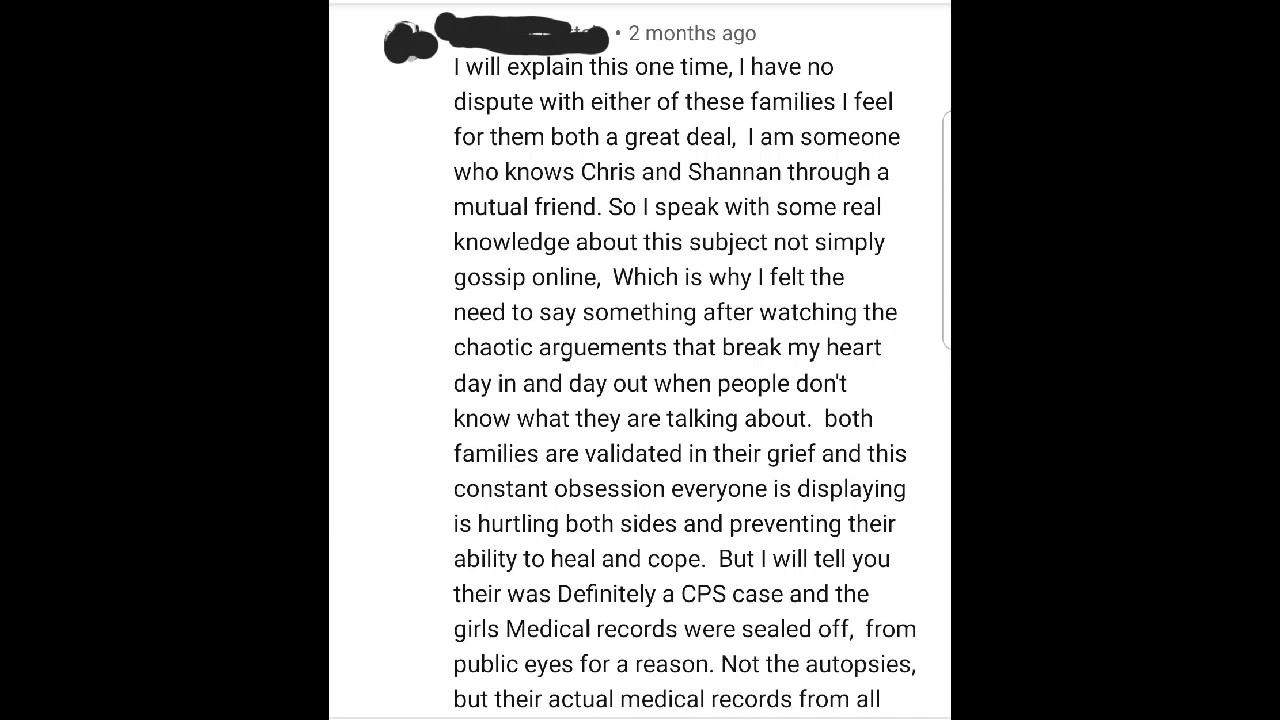 • 2 months ago
I will explain this one time, I have no
dispute with either of these families I feel
for them both a great deal,  I am someone
who knows Chris and Shannan through a
mutual friend. So I speak with some real
knowledge about this subject not simply
gossip online,  Which is why I felt the
need to say something after watching the
chaotic arguements that break my heart
day in and day out when people don't
know what they are talking about.  both
families are validated in their grief and this
constant obsession everyone is displaying
is hurtling both sides and preventing their
ability to heal and cope.  But I will tell you
their was Definitely a CPS case and the
girls Medical records were sealed off,  from
public eyes for a reason. Not the autopsies,
but their actual medical records from all